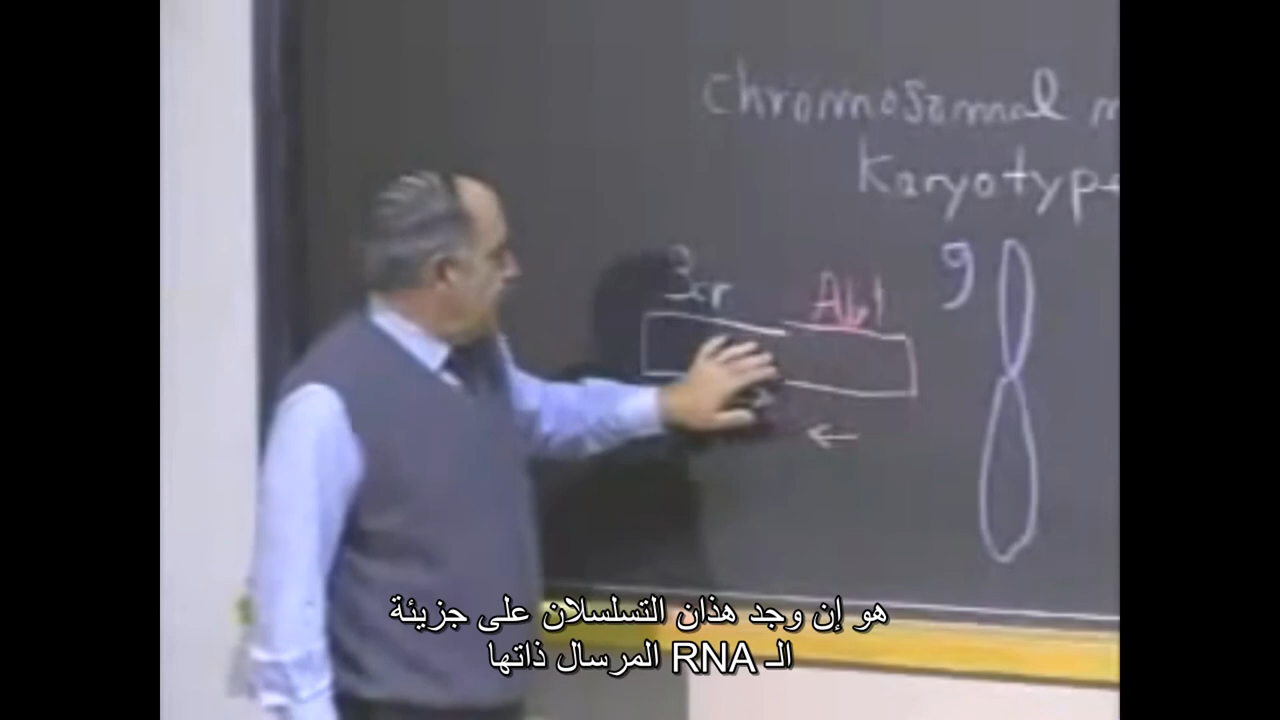 chromosomal m
Karyotype
9
Bcr
Abl
هو إن وجد هذان التسلسلان على جزيئة
الـ RNA المرسال ذاتها